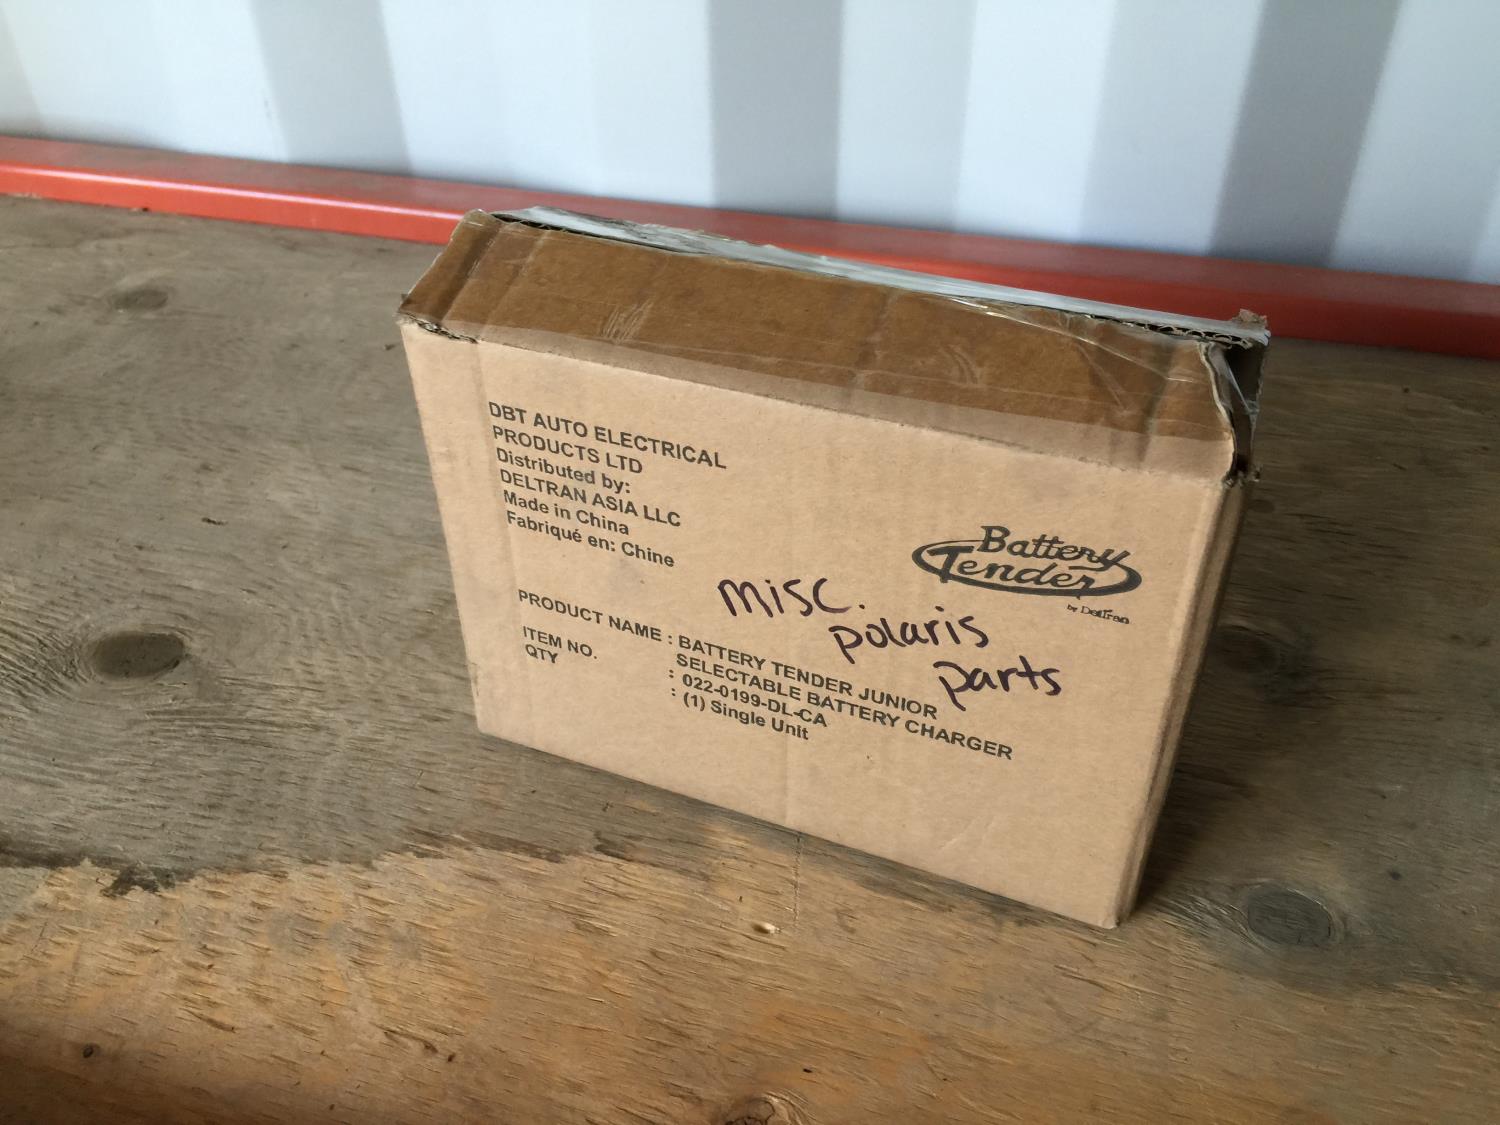 DBT AUTO ELECTRICAL
PRODUCTS LTD
Distributed by:
DELTRAN ASIA LLC
Made in China
Fabriqué en: Chine
Battery
Tender
by Deltran
misc.
polaris
parts
PRODUCT NAME : BATTERY TENDER JUNIOR
SELECTABLE BATTERY CHARGER
ITEM NO. : 022-0199-DL-CA
QTY : (1) Single Unit